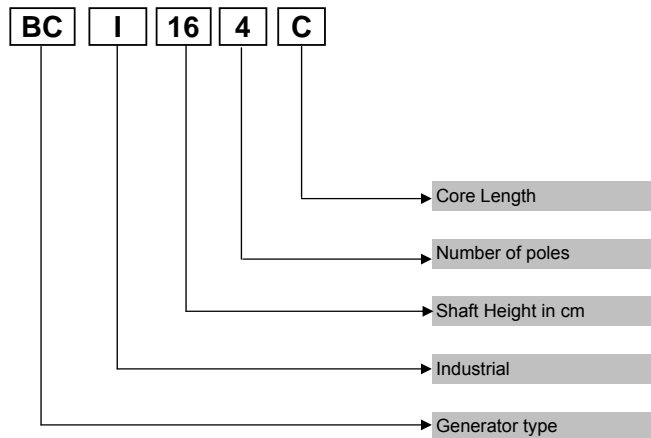 BC I 16 4 C
Core Length
Number of poles
Shaft Height in cm
Industrial
Generator type